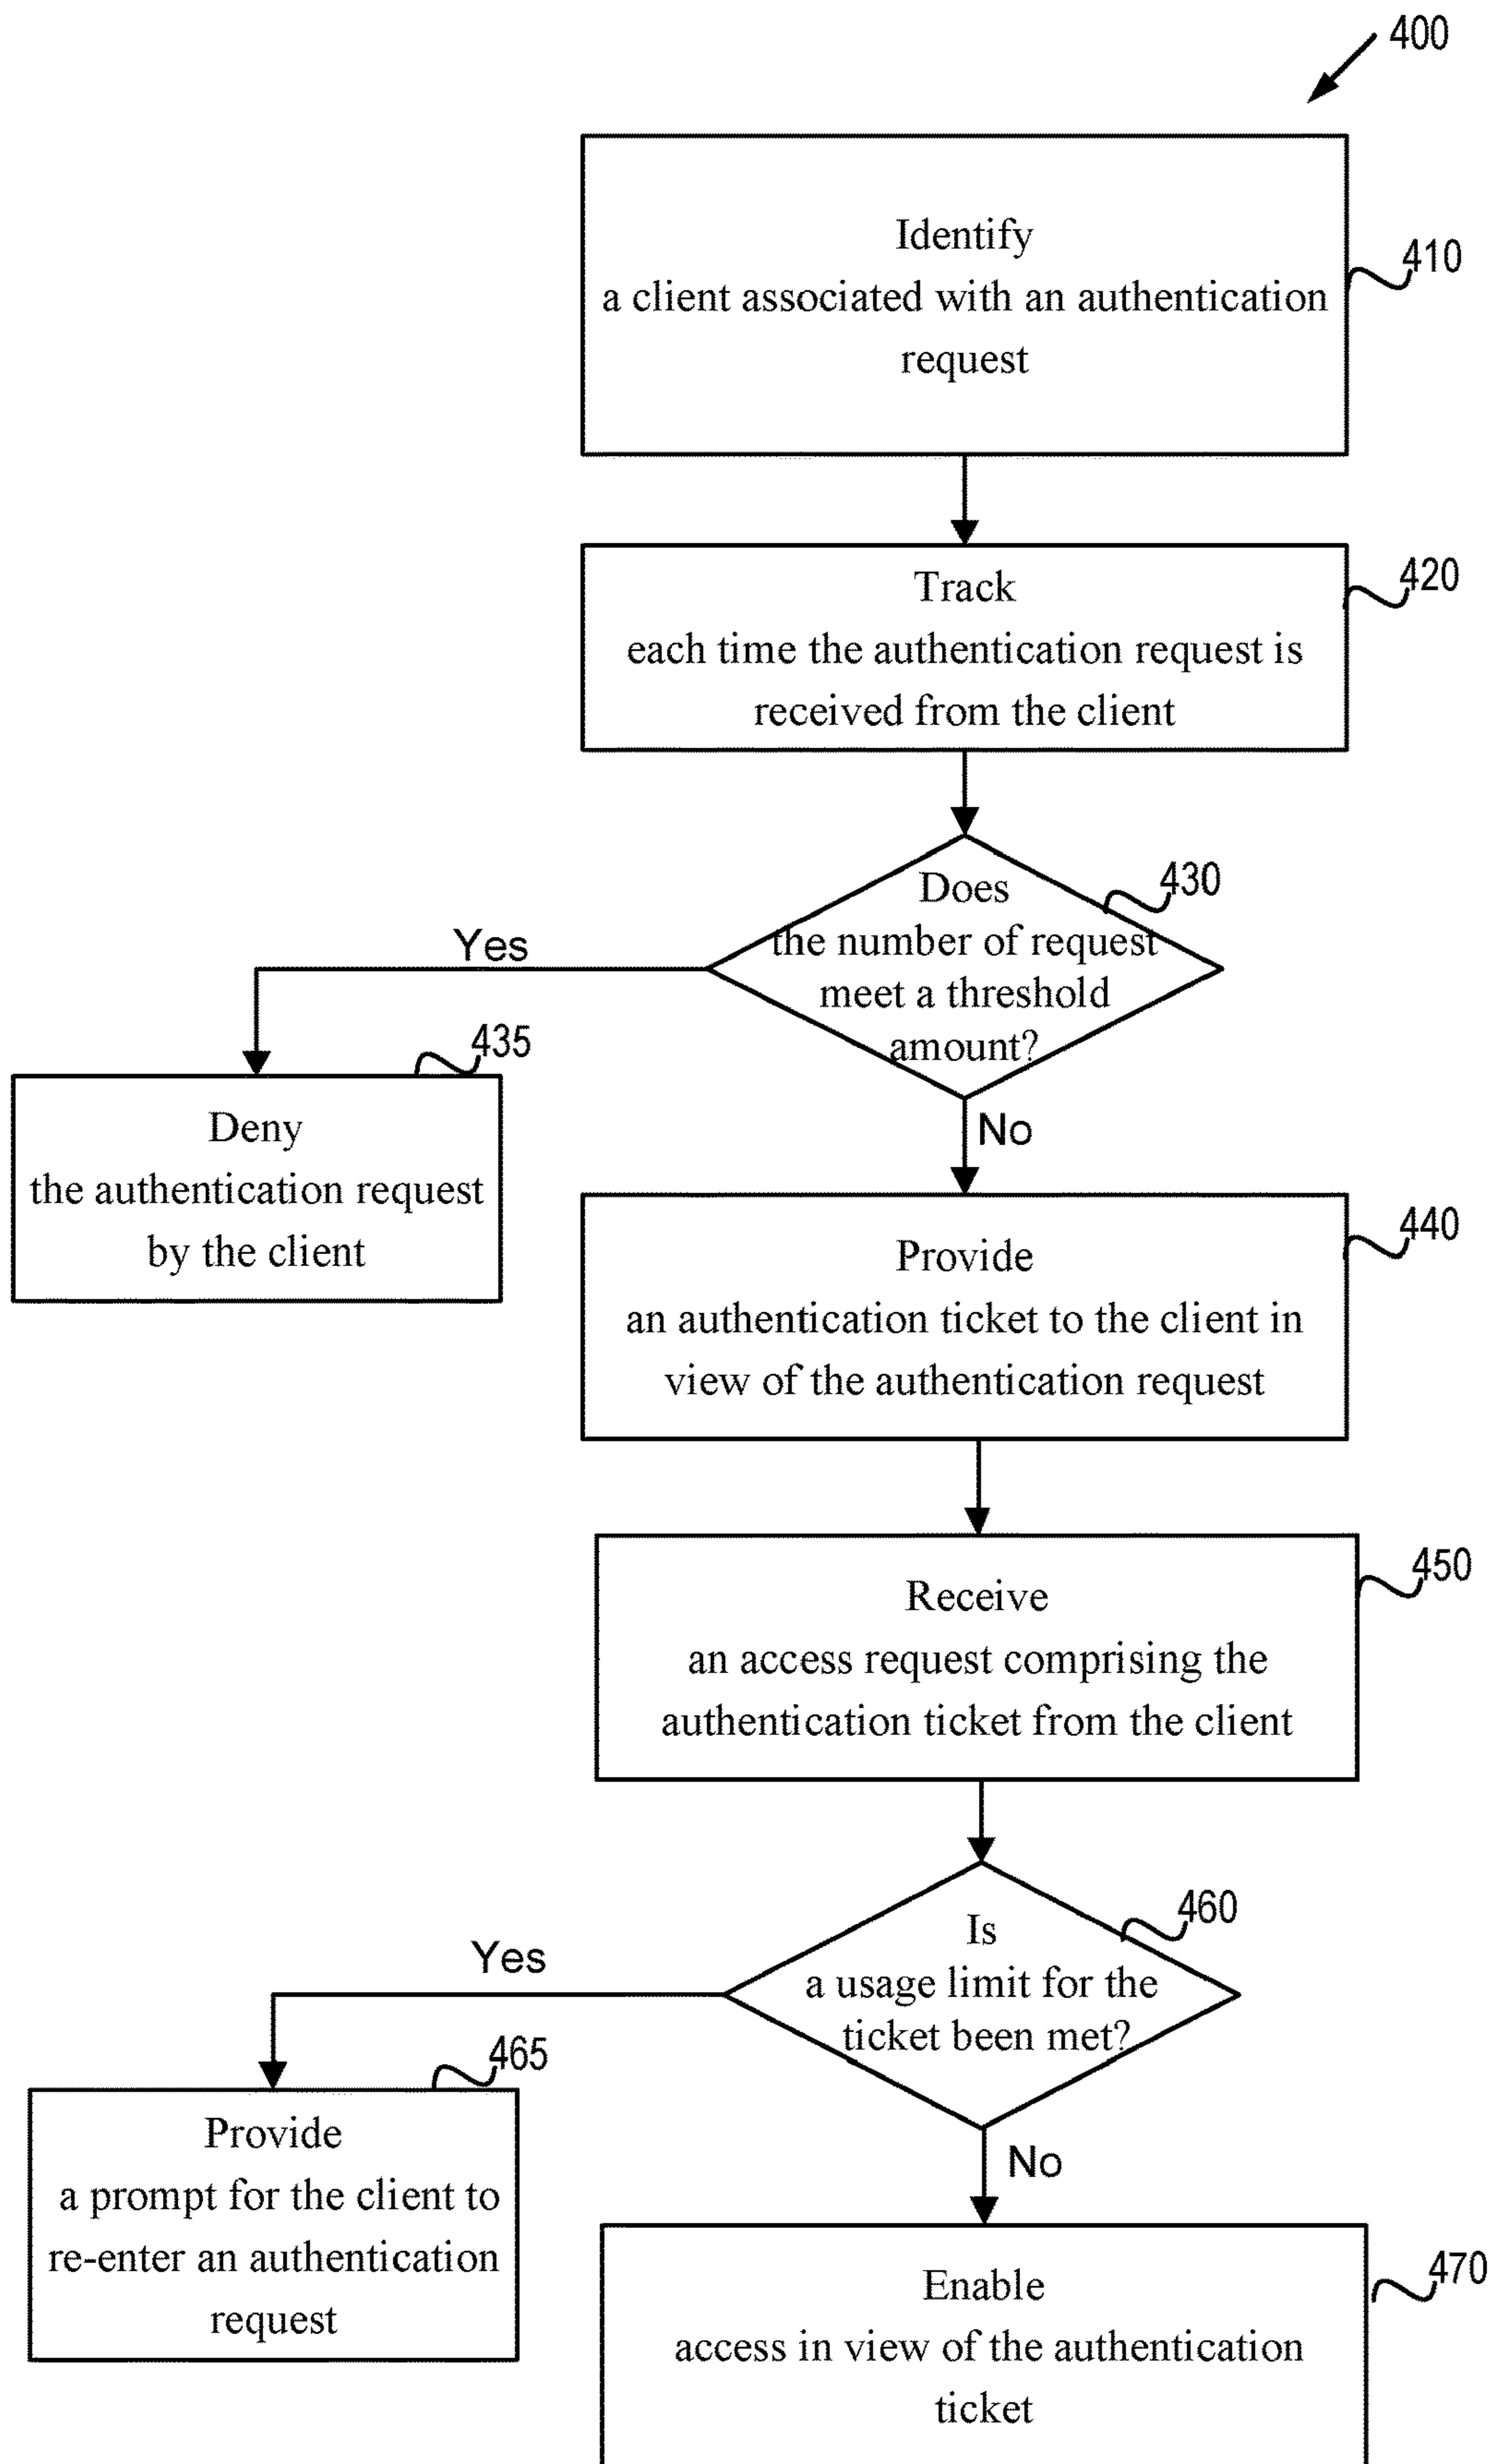 400
Identify
a client associated with an authentication
request
410
Track
each time the authentication request is
received from the client
420
Does
the number of request
meet a threshold
amount?
430
Yes
435
Deny
the authentication request
by the client
No
Provide
an authentication ticket to the client in
view of the authentication request
440
Receive
an access request comprising the
authentication ticket from the client
450
Is
a usage limit for the
ticket been met?
460
Yes
465
Provide
a prompt for the client to
re-enter an authentication
request
No
Enable
access in view of the authentication
ticket
470